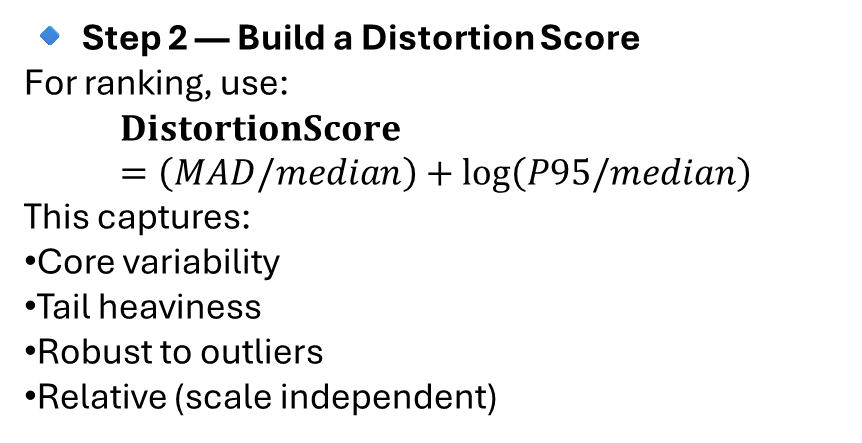 🔹 Step 2 — Build a Distortion Score
For ranking, use:
DistortionScore
= (MAD/median) + log(P95/median)
This captures:
•Core variability
•Tail heaviness
•Robust to outliers
•Relative (scale independent)